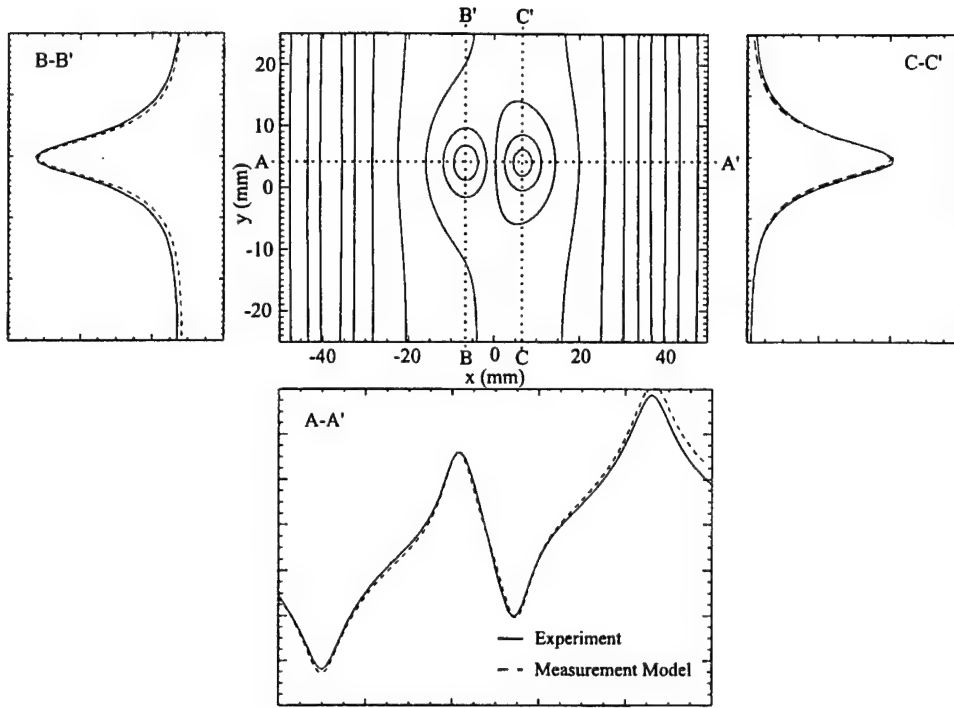 B' C'
B-B'
C-C'
20
10
0
-10
-20
y (mm)
A
A'
-40 -20 0 20 40
B C
x (mm)
A-A'
Experiment
Measurement Model